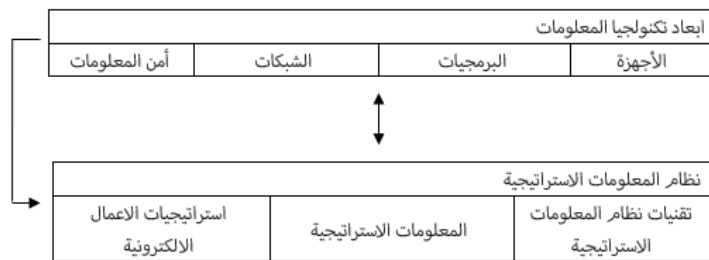 ابعاد تكنولجيا المعلومات
الأجهزة
البرمجيات
الشبكات
أمن المعلومات
نظام المعلومات الاستراتيجية
تقنيات نظام المعلومات
الاستراتيجية
المعلومات الاستراتيجية
استراتيجيات الاعمال
الالكترونية